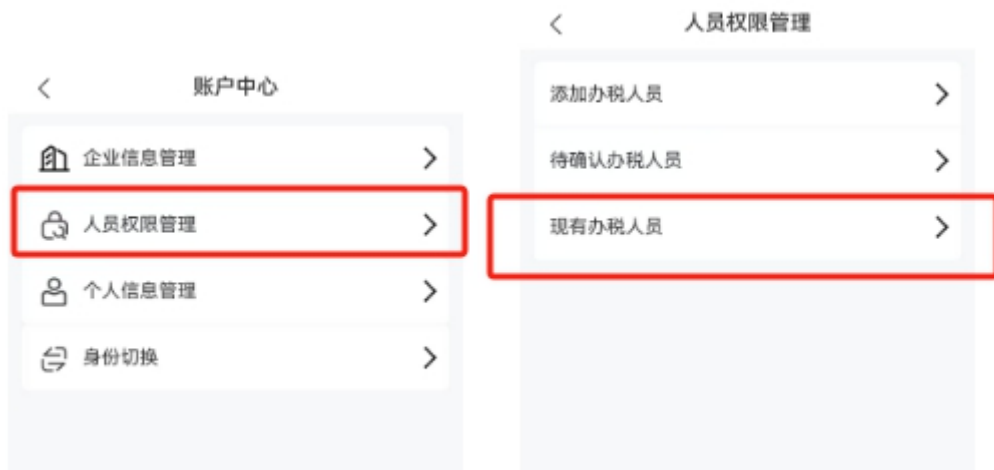 账户中心
企业信息管理
人员权限管理
个人信息管理
身份切换
人员权限管理
添加办税人员
待确认办税人员
现有办税人员